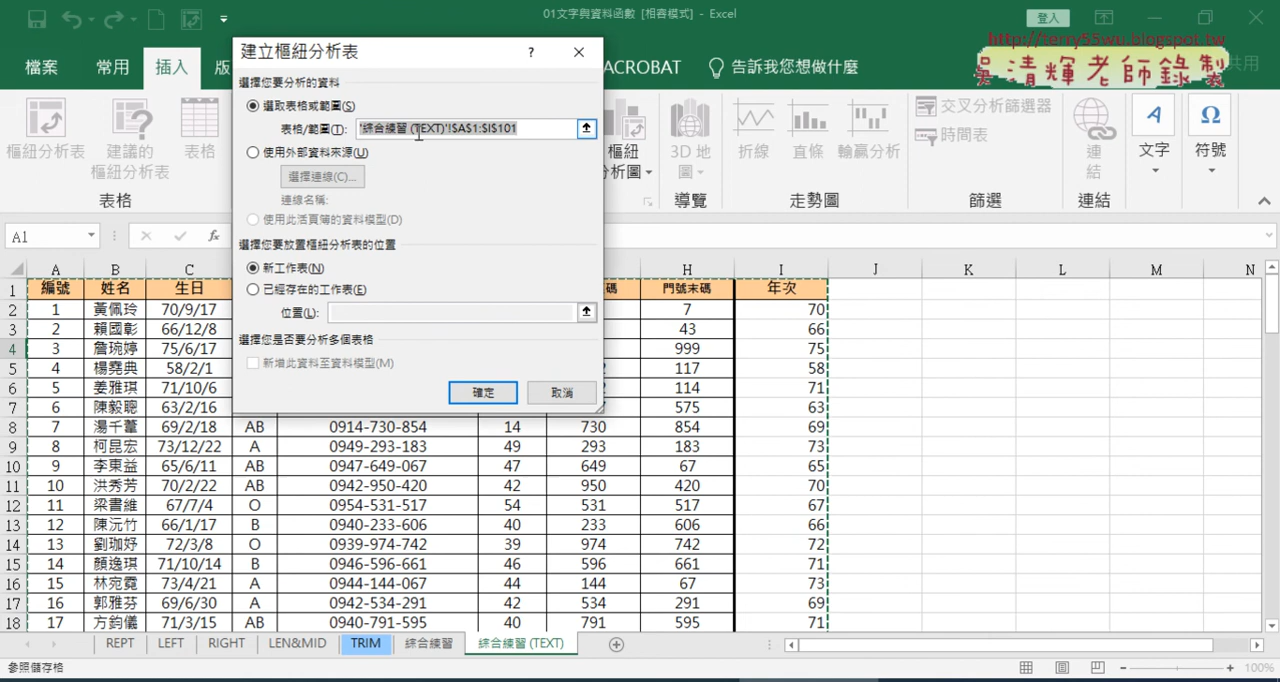 01文字與資料函數 [相容模式] - Excel
登入
http://terry55wu.blogspot.tw
吳清輝老師錄製
共用
檔案 常用 插入 版 ACROBAT 告訴我您想做什麼
樞紐分析表 建議的樞紐分析表 表格
表格
樞紐分析圖 3D 地圖 導覽
折線 直條 輸贏分析 走勢圖
交叉分析篩選器
時間表
篩選
連結
連結
文字 符號
建立樞紐分析表 ?
選擇您要分析的資料
選取表格或範圍(S)
表格/範圍(T): '綜合練習 (TEXT)'!$A$1:$I$101
使用外部資料來源(U)
選擇連線(C)...
連線名稱:
使用此活頁簿的資料模型(D)
選擇您要放置樞紐分析表的位置
新工作表(N)
已經存在的工作表(E)
位置(L):
選擇您是否要分析多個表格
新增此資料至資料模型(M)
確定 取消
A1 fx
A B C H I J K L M N
1 編號 姓名 生日 碼 門號末碼 年次
2 1 黃佩玲 70/9/17 7 70
3 2 賴國彰 66/12/8 43 66
4 3 詹琬婷 75/6/17 999 75
5 4 楊堯典 58/2/1 117 58
6 5 姜雅琪 71/10/6 114 71
7 6 陳毅聰 63/2/16 575 63
8 7 湯千薰 69/2/18 AB 0914-730-854 14 730 854 69
9 8 柯昆宏 73/12/22 A 0949-293-183 49 293 183 73
10 9 李東益 65/6/11 AB 0947-649-067 47 649 67 65
11 10 洪秀芳 70/2/22 AB 0942-950-420 42 950 420 70
12 11 梁書維 67/7/4 O 0954-531-517 54 531 517 67
13 12 陳沅竹 66/1/17 B 0940-233-606 40 233 606 66
14 13 劉珈妤 72/3/8 O 0939-974-742 39 974 742 72
15 14 顏逸琪 71/10/14 B 0946-596-661 46 596 661 71
16 15 林宛霓 73/4/21 A 0944-144-067 44 144 67 73
17 16 郭雅芬 69/6/30 A 0942-534-291 42 534 291 69
18 17 方鈞儀 71/3/15 AB 0940-791-595 40 791 595 71
REPT LEFT RIGHT LEN&MID TRIM 綜合練習 綜合練習 (TEXT)
參照儲存格 100%